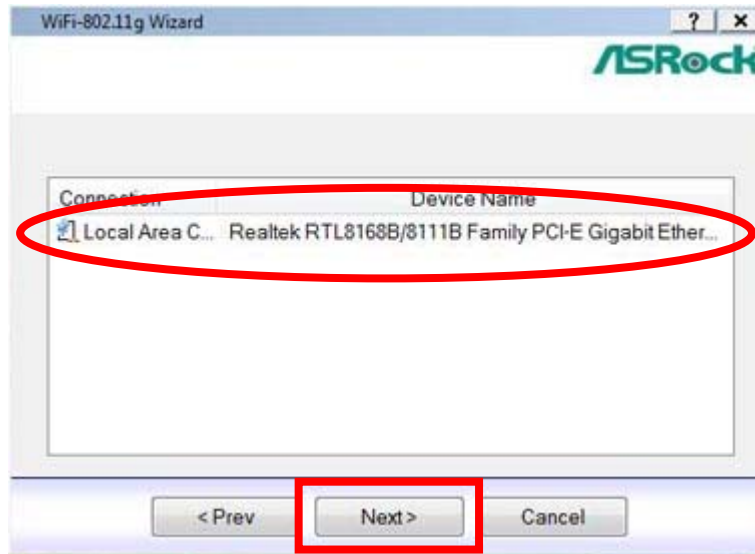 WiFi-802.11g Wizard ? x
ASRock
Connection Device Name
Local Area C... Realtek RTL8168B/8111B Family PCI-E Gigabit Ether...
< Prev Next > Cancel